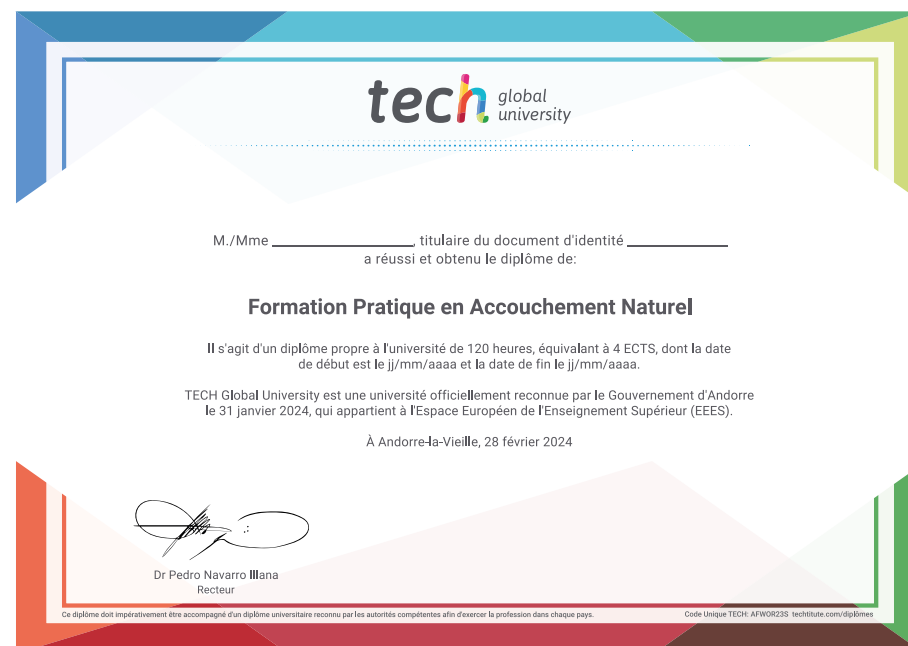 tech global university
M./Mme ____________________, titulaire du document d'identité ______________
a réussi et obtenu le diplôme de:
Formation Pratique en Accouchement Naturel
Il s'agit d'un diplôme propre à l'université de 120 heures, équivalant à 4 ECTS, dont la date
de début est le jj/mm/aaaa et la date de fin le jj/mm/aaaa.
TECH Global University est une université officiellement reconnue par le Gouvernement d'Andorre
le 31 janvier 2024, qui appartient à l'Espace Européen de l'Enseignement Supérieur (EEES).
À Andorre-la-Vieille, 28 février 2024
Dr Pedro Navarro Illana
Recteur
Ce diplôme doit impérativement être accompagné d'un diplôme universitaire reconnu par les autorités compétentes afin d'exercer la profession dans chaque pays.
Code Unique TECH: AFWOR23S techtitute.com/diplômes